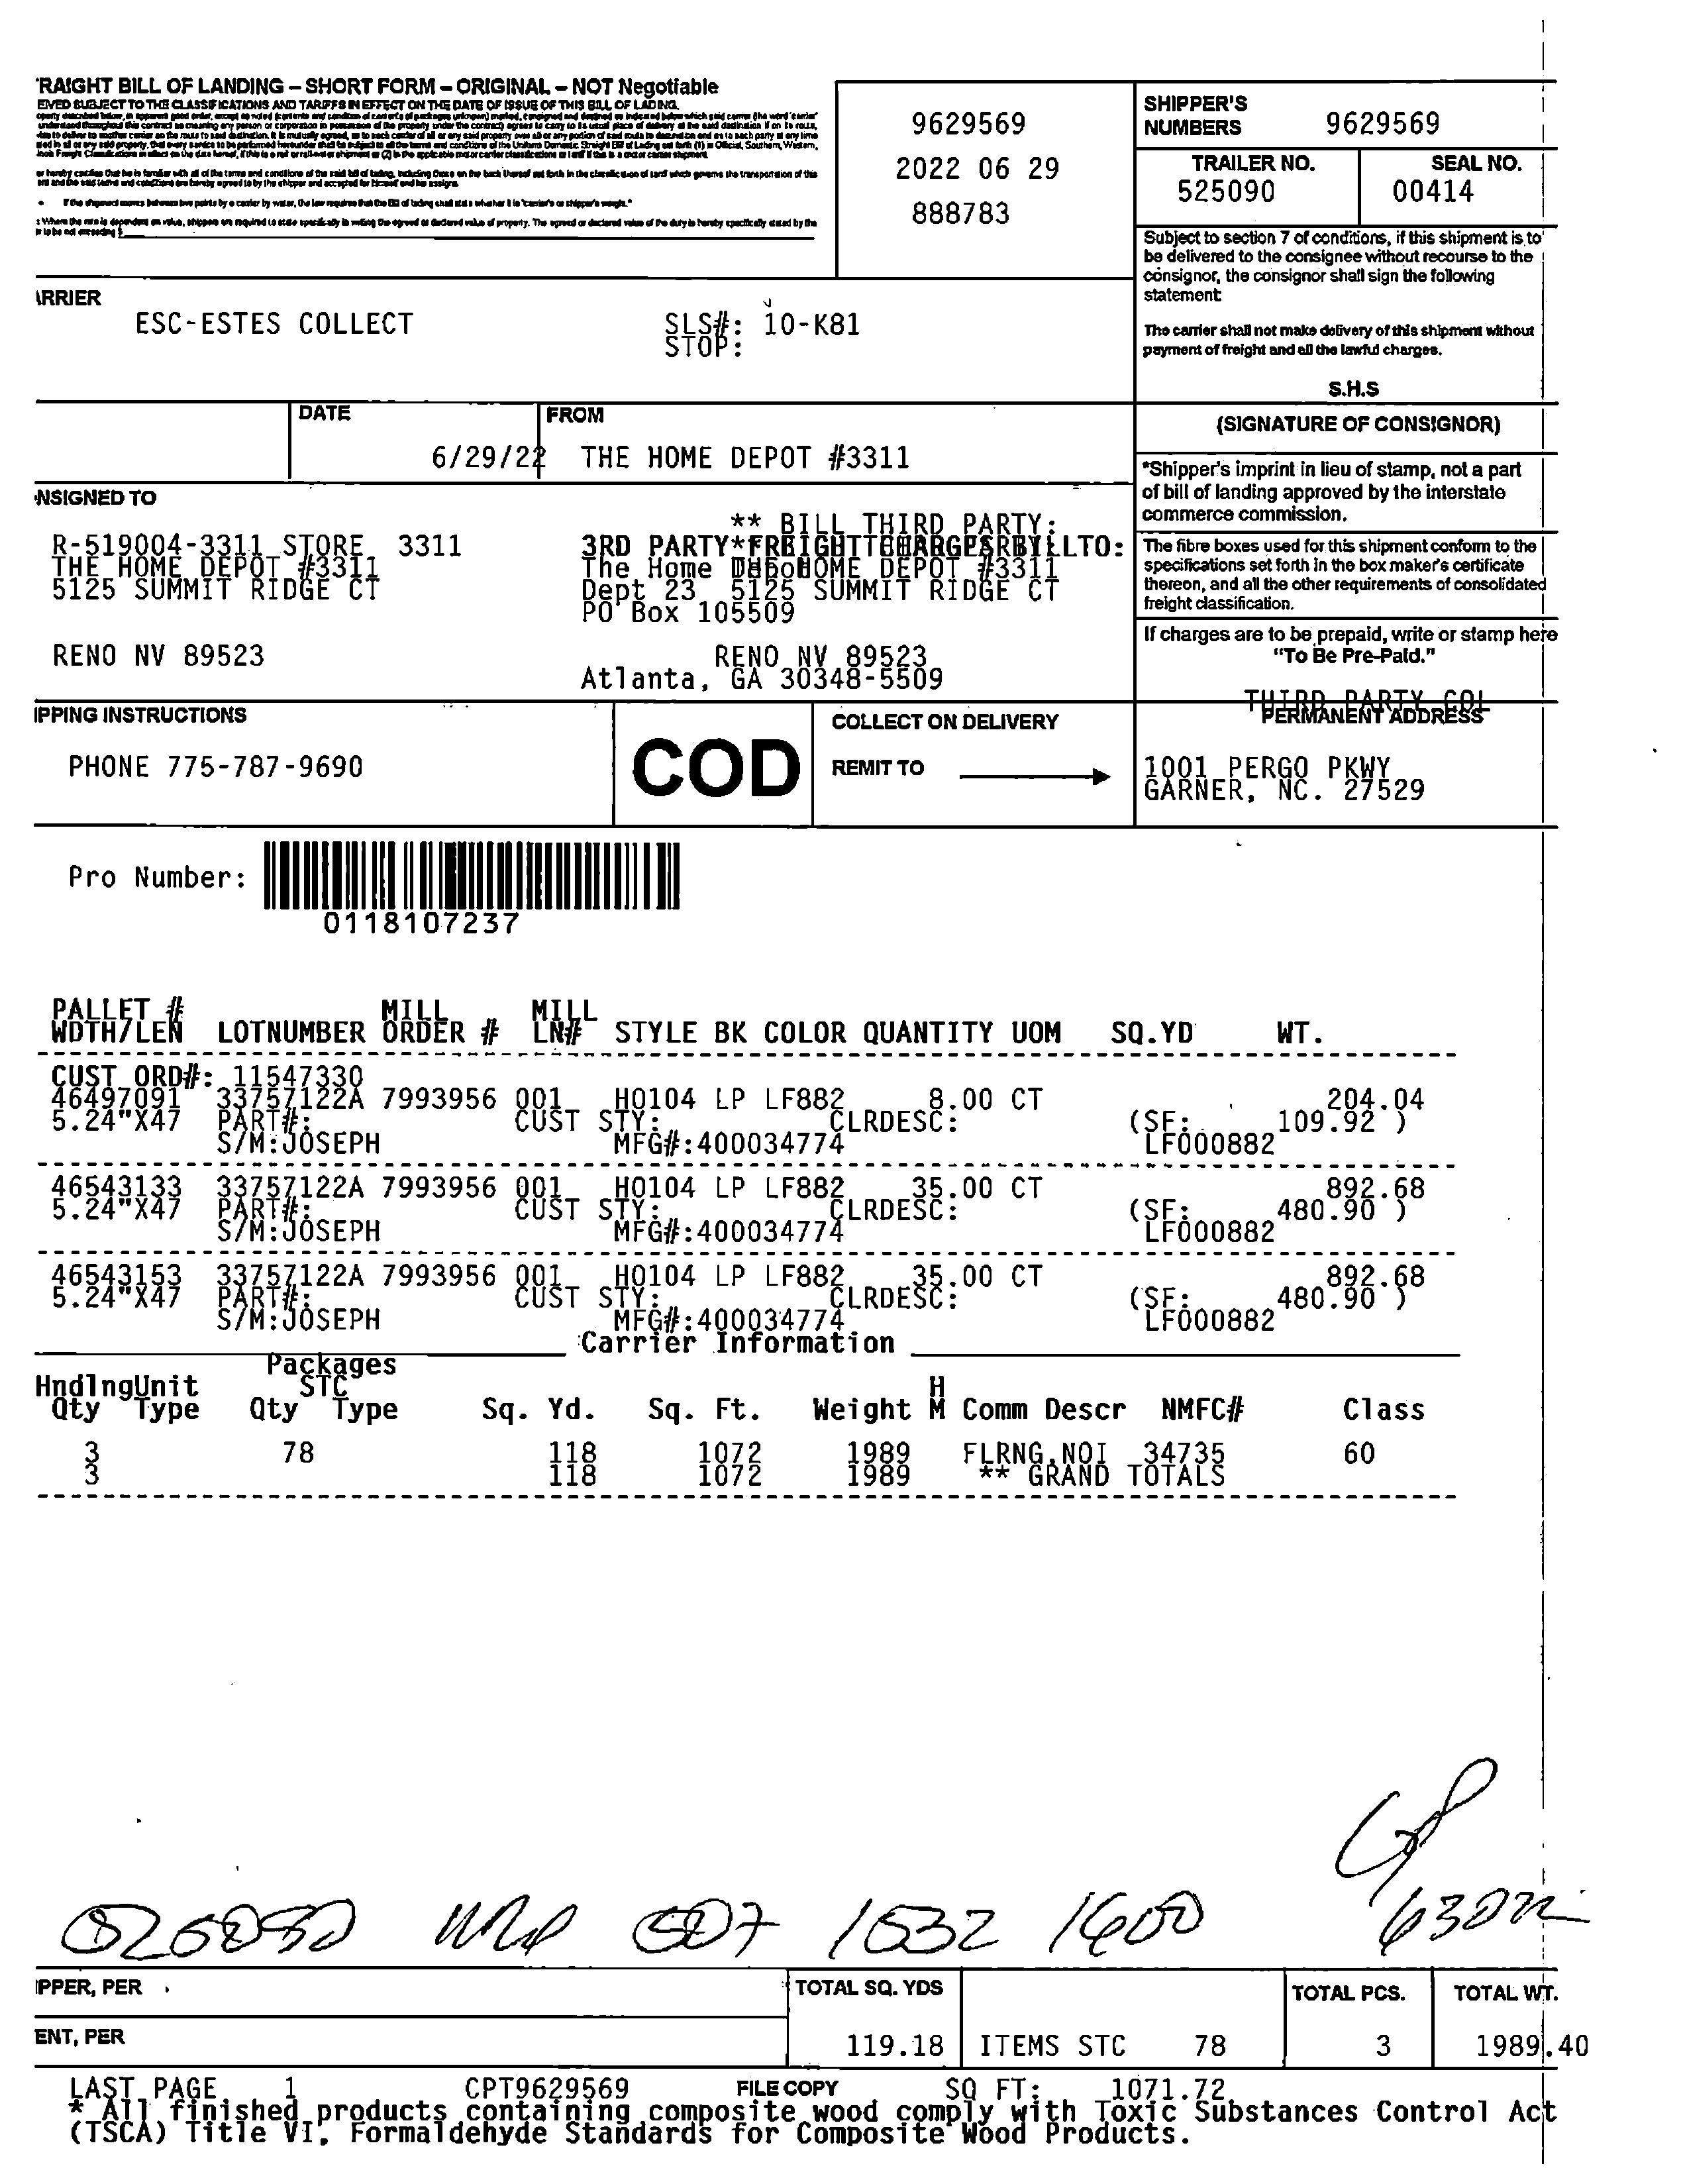 'RAIGHT BILL OF LANDING – SHORT FORM – ORIGINAL – NOT Negotiable
EIVED SUBJECT TO THE CLASSIFICATIONS AND TARIFFS IN EFFECT ON THE DATE OF ISSUE OF THIS BILL OF LADING.
9629569
2022 06 29
888783
SHIPPER'S
NUMBERS 9629569
TRAILER NO. SEAL NO.
525090 00414
Subject to section 7 of conditions, if this shipment is to
be delivered to the consignee without recourse to the
consignor, the consignor shall sign the following
statement:
The carrier shall not make delivery of this shipment without
payment of freight and all the lawful charges.
S.H.S
(SIGNATURE OF CONSIGNOR)
ARRIER
ESC-ESTES COLLECT SLS#: 10-K81
STOP:
DATE FROM
6/29/22 THE HOME DEPOT #3311
*Shipper's imprint in lieu of stamp, not a part
of bill of landing approved by the interstate
commerce commission.
NSIGNED TO
R-519004-3311 STORE 3311
THE HOME DEPOT #3311
5125 SUMMIT RIDGE CT
RENO NV 89523
** BILL THIRD PARTY:
3RD PARTY
The Home HOME DEPOT #3311
Dept 23 5125 SUMMIT RIDGE CT
PO Box 105509
RENO NV 89523
Atlanta, GA 30348-5509
The fibre boxes used for this shipment conform to the
specifications set forth in the box maker's certificate
thereon, and all the other requirements of consolidated
freight classification.
If charges are to be prepaid, write or stamp here
"To Be Pre-Paid."
THIRD PARTY COL
PERMANENT ADDRESS
1001 PERGO PKWY
GARNER, NC. 27529
IPPING INSTRUCTIONS
PHONE 775-787-9690
COD
COLLECT ON DELIVERY
REMIT TO
Pro Number:
0118107237
PALLET # MILL MILL
WDTH/LEN LOTNUMBER ORDER # LN# STYLE BK COLOR QUANTITY UOM SQ.YD WT.
CUST ORD#: 11547330
46497091 33757122A 7993956 001 H0104 LP LF882 8.00 CT 204.04
5.24"X47 PART#: CUST STY: CLRDESC: (SF: 109.92 )
S/M:JOSEPH MFG#:400034774 LF000882
46543133 33757122A 7993956 001 H0104 LP LF882 35.00 CT 892.68
5.24"X47 PART#: CUST STY: CLRDESC: (SF: 480.90 )
S/M:JOSEPH MFG#:400034774 LF000882
46543153 33757122A 7993956 001 H0104 LP LF882 35.00 CT 892.68
5.24"X47 PART#: CUST STY: CLRDESC: (SF: 480.90 )
S/M:JOSEPH MFG#:400034774 LF000882
Carrier Information
Packages
HndlngUnit STC H
Qty Type Qty Type Sq. Yd. Sq. Ft. Weight M Comm Descr NMFC# Class
3 78 118 1072 1989 FLRNG,NOI 34735 60
3 118 1072 1989 ** GRAND TOTALS
1532 1600
IPPER, PER
ENT, PER
TOTAL SQ. YDS
119.18
ITEMS STC 78
TOTAL PCS.
3
TOTAL WT.
1989.40
LAST PAGE 1 CPT9629569 FILE COPY SQ FT: 1071.72
* All finished products containing composite wood comply with Toxic Substances Control Act
(TSCA) Title VI, Formaldehyde Standards for Composite Wood Products.